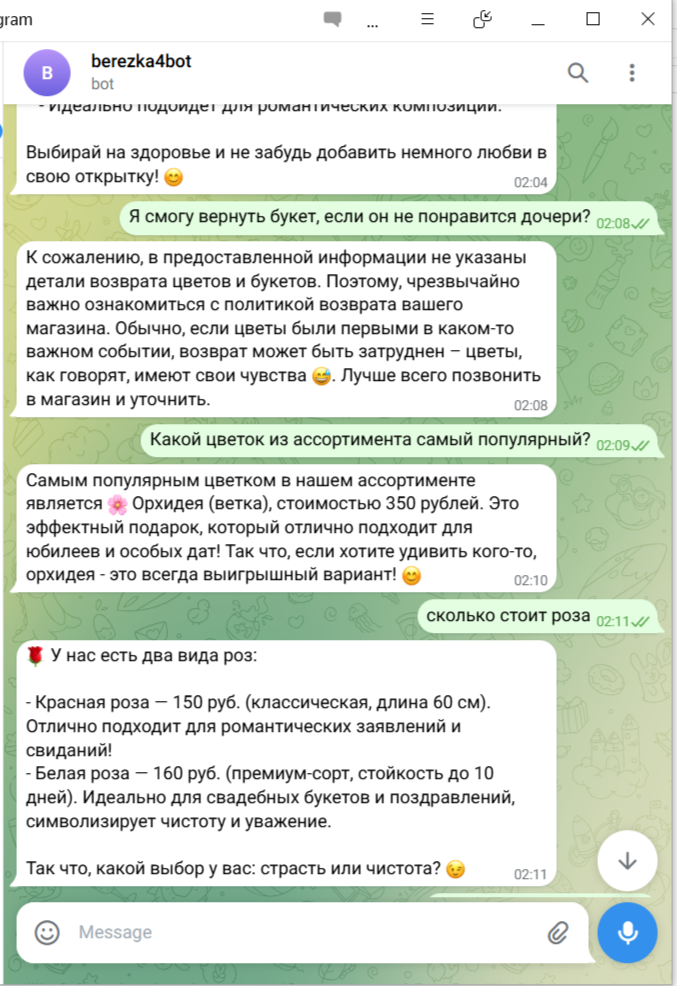 gram
...
B
berezka4bot
bot
- Идеально подойдет для романтических композиций.
Выбирай на здоровье и не забудь добавить немного любви в
свою открытку! 😊
02:04
Я смогу вернуть букет, если он не понравится дочери? 02:08
К сожалению, в предоставленной информации не указаны
детали возврата цветов и букетов. Поэтому, чрезвычайно
важно ознакомиться с политикой возврата вашего
магазина. Обычно, если цветы были первыми в каком-то
важном событии, возврат может быть затруднен – цветы,
как говорят, имеют свои чувства 😅. Лучше всего позвонить
в магазин и уточнить.
02:08
Какой цветок из ассортимента самый популярный? 02:09
Самым популярным цветком в нашем ассортименте
является 🌸 Орхидея (ветка), стоимостью 350 рублей. Это
эффектный подарок, который отлично подходит для
юбилеев и особых дат! Так что, если хотите удивить кого-то,
орхидея - это всегда выигрышный вариант! 😊
02:10
сколько стоит роза 02:11
🌹 У нас есть два вида роз:
- Красная роза — 150 руб. (классическая, длина 60 см).
Отлично подходит для романтических заявлений и
свиданий!
- Белая роза — 160 руб. (премиум-сорт, стойкость до 10
дней). Идеально для свадебных букетов и поздравлений,
символизирует чистоту и уважение.
Так что, какой выбор у вас: страсть или чистота? 😉
02:11
Message